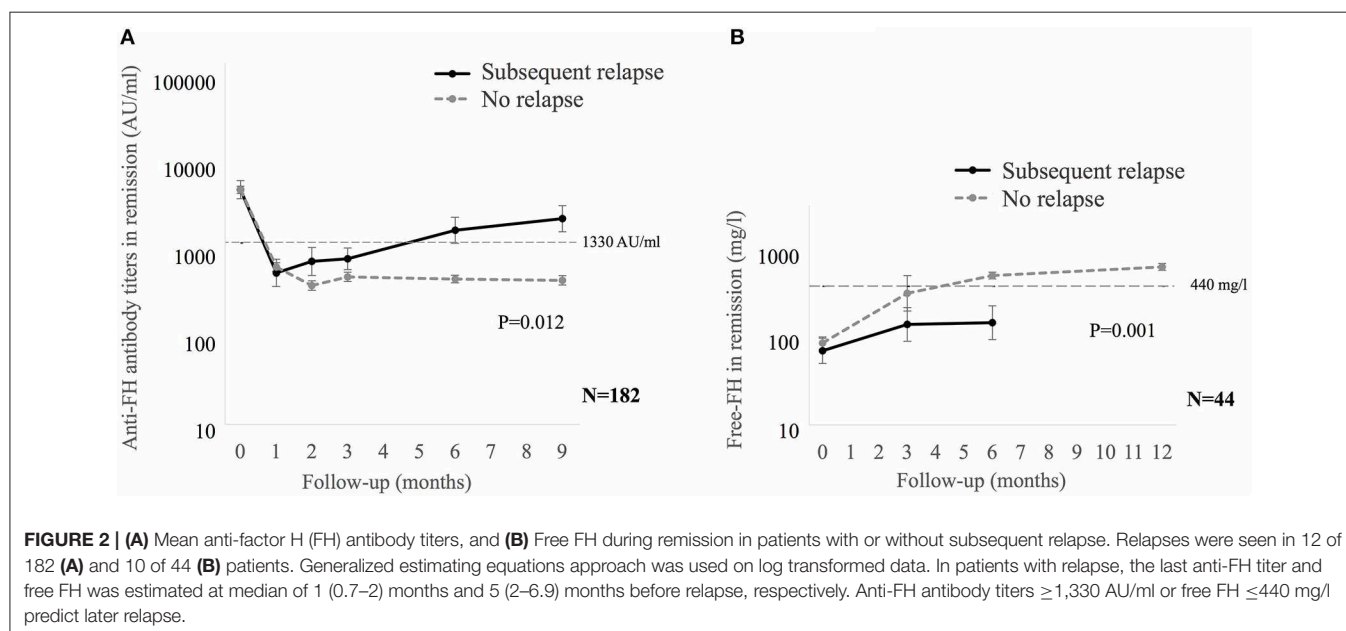 A
Anti-FH antibody titers in remission (AU/ml)
100000
10000
1000
100
10
Subsequent relapse
No relapse
1330 AU/ml
P=0.012
N=182
0 1 2 3 4 5 6 7 8 9
Follow-up (months)
B
Free-FH in remission (mg/l)
1000
100
10
Subsequent relapse
No relapse
440 mg/l
P=0.001
N=44
0 1 2 3 4 5 6 7 8 9 10 11 12
Follow-up (months)
FIGURE 2 | (A) Mean anti-factor H (FH) antibody titers, and (B) Free FH during remission in patients with or without subsequent relapse. Relapses were seen in 12 of
182 (A) and 10 of 44 (B) patients. Generalized estimating equations approach was used on log transformed data. In patients with relapse, the last anti-FH titer and
free FH was estimated at median of 1 (0.7–2) months and 5 (2–6.9) months before relapse, respectively. Anti-FH antibody titers ≥1,330 AU/ml or free FH ≤440 mg/l
predict later relapse.